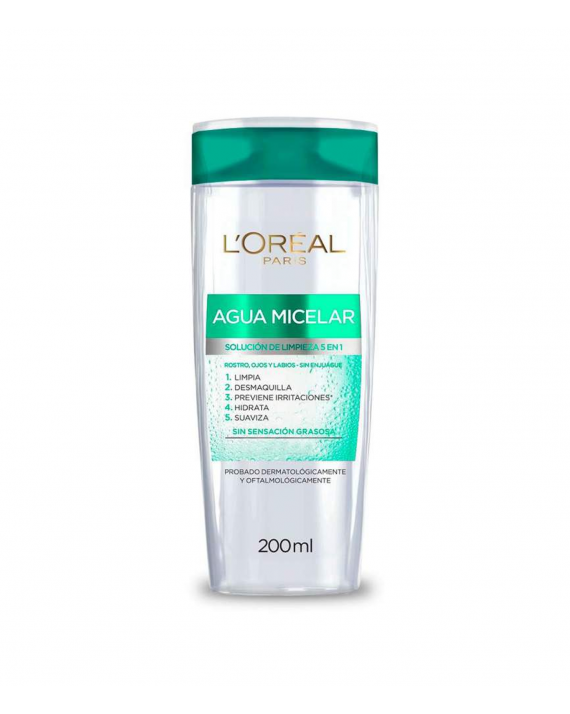 L'ORÉAL
PARIS
AGUA MICELAR
SOLUCIÓN DE LIMPIEZA 5 EN 1
ROSTRO, OJOS Y LABIOS - SIN ENJUAGUE
1. LIMPIA
2. DESMAQUILLA
3. PREVIENE IRRITACIONES*
4. HIDRATA
5. SUAVIZA
SIN SENSACIÓN GRASOSA
PROBADO DERMATOLÓGICAMENTE
Y OFTALMOLÓGICAMENTE
200ml